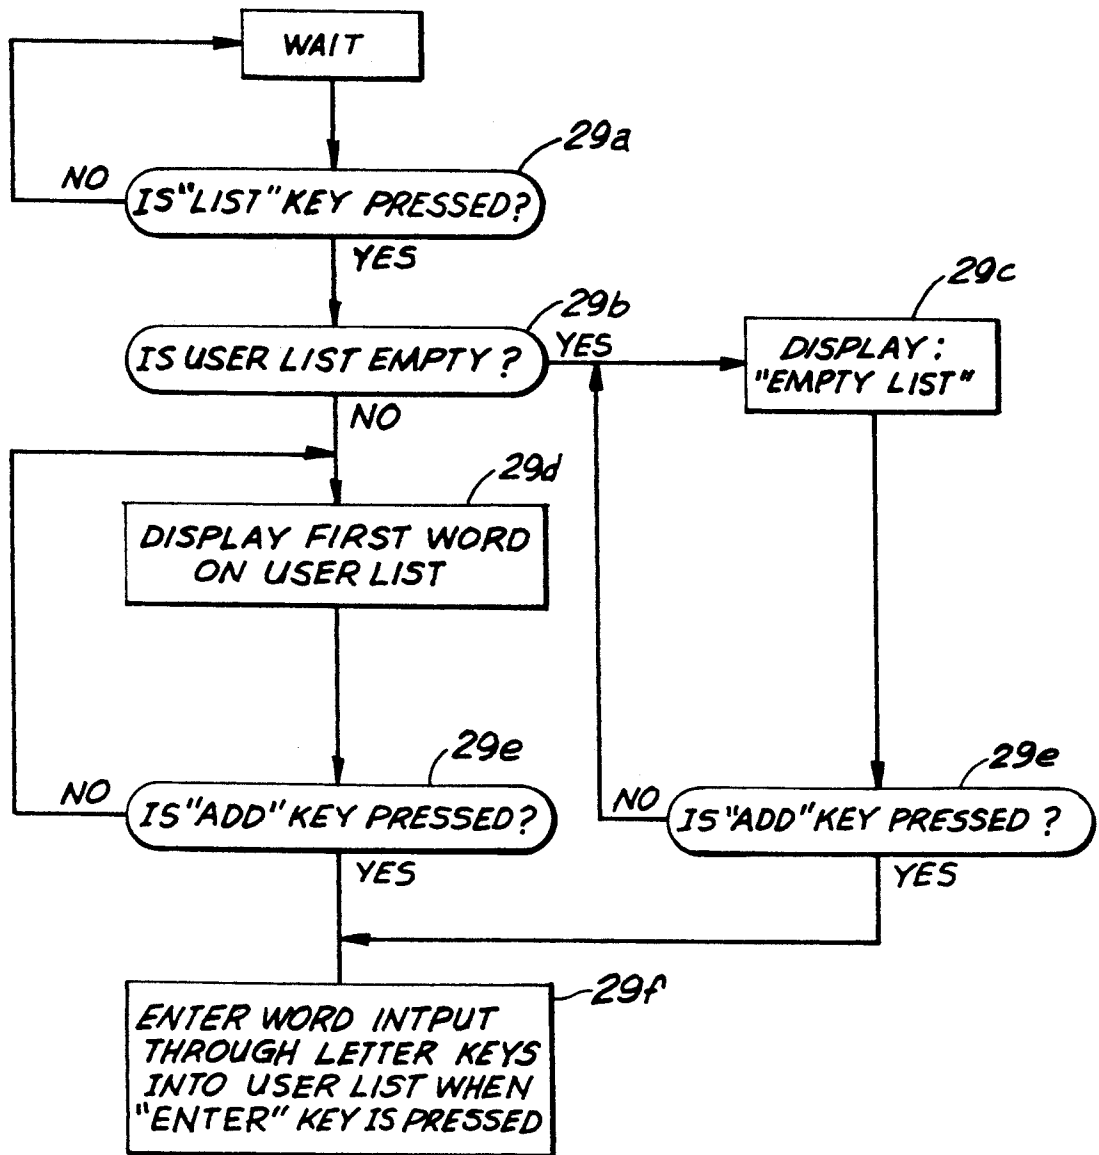 WAIT
29a
NO
IS "LIST" KEY PRESSED?
YES
29b
29c
IS USER LIST EMPTY?
YES
DISPLAY:
"EMPTY LIST"
NO
29d
DISPLAY FIRST WORD
ON USER LIST
29e
29e
NO
IS "ADD" KEY PRESSED?
NO
IS "ADD" KEY PRESSED?
YES
YES
29f
ENTER WORD INTPUT
THROUGH LETTER KEYS
INTO USER LIST WHEN
"ENTER" KEY IS PRESSED